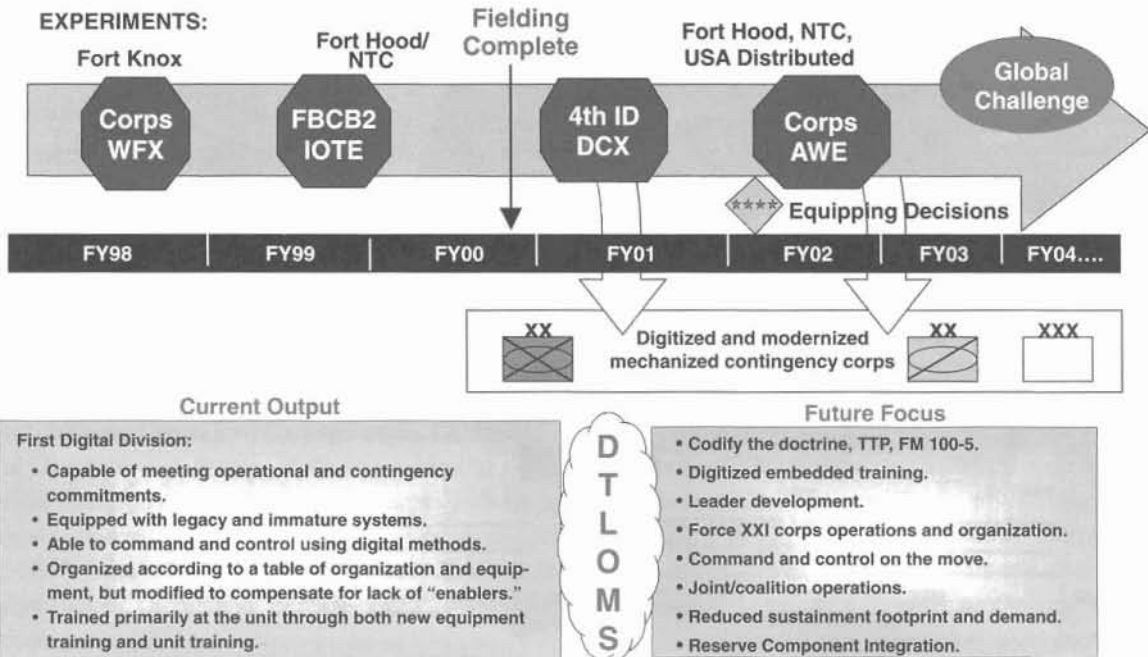 EXPERIMENTS:
Fort Knox
Fort Hood/
NTC
Fielding
Complete
Fort Hood, NTC,
USA Distributed
Global
Challenge
Corps
WFX
FBCB2
IOTE
4th ID
DCX
Corps
AWE
**** Equipping Decisions
FY98 FY99 FY00 FY01 FY02 FY03 FY04....
XX
Digitized and modernized
mechanized contingency corps
XX
XXX
Current Output
First Digital Division:
• Capable of meeting operational and contingency
commitments.
• Equipped with legacy and immature systems.
• Able to command and control using digital methods.
• Organized according to a table of organization and equip-
ment, but modified to compensate for lack of “enablers.”
• Trained primarily at the unit through both new equipment
training and unit training.
D
T
L
O
M
S
Future Focus
• Codify the doctrine, TTP, FM 100-5.
• Digitized embedded training.
• Leader development.
• Force XXI corps operations and organization.
• Command and control on the move.
• Joint/coalition operations.
• Reduced sustainment footprint and demand.
• Reserve Component Integration.